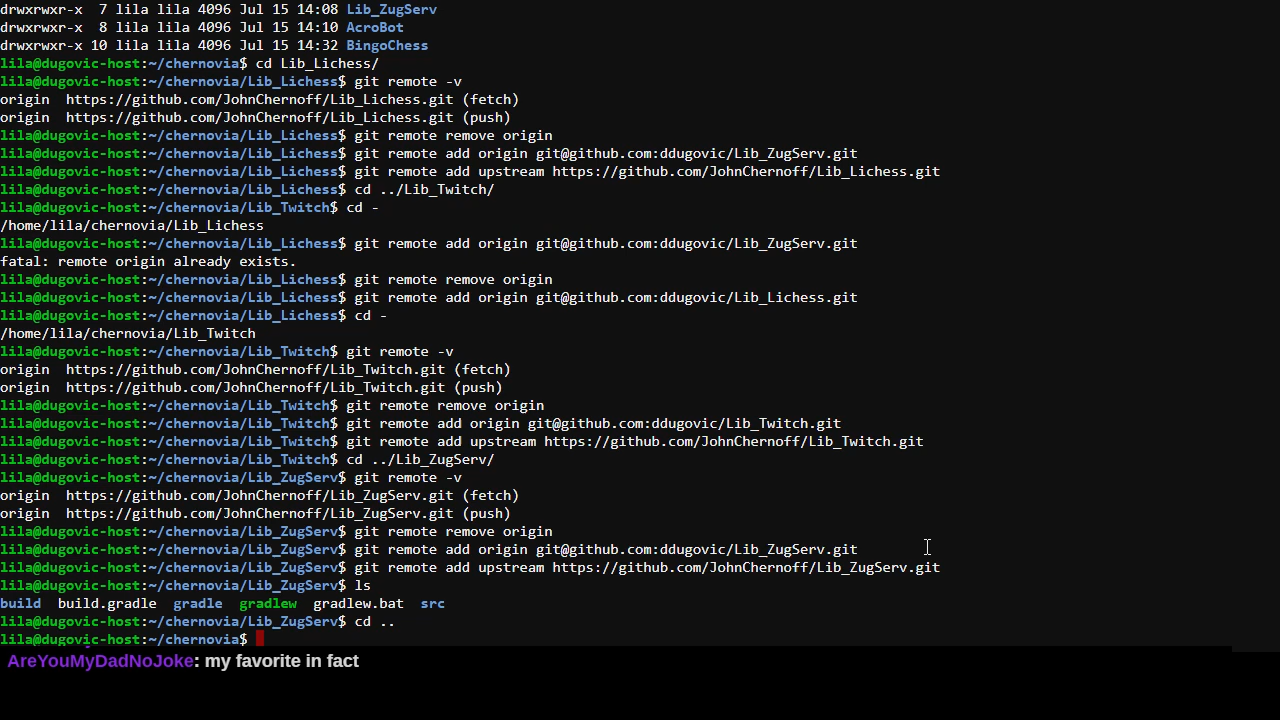 drwxrwxr-x  7 lila lila 4096 Jul 15 14:08 Lib_ZugServ
drwxrwxr-x  8 lila lila 4096 Jul 15 14:10 AcroBot
drwxrwxr-x 10 lila lila 4096 Jul 15 14:32 BingoChess
lila@dugovic-host:~/chernovia$ cd Lib_Lichess/
lila@dugovic-host:~/chernovia/Lib_Lichess$ git remote -v
origin  https://github.com/JohnChernoff/Lib_Lichess.git (fetch)
origin  https://github.com/JohnChernoff/Lib_Lichess.git (push)
lila@dugovic-host:~/chernovia/Lib_Lichess$ git remote remove origin
lila@dugovic-host:~/chernovia/Lib_Lichess$ git remote add origin git@github.com:ddugovic/Lib_ZugServ.git
lila@dugovic-host:~/chernovia/Lib_Lichess$ git remote add upstream https://github.com/JohnChernoff/Lib_Lichess.git
lila@dugovic-host:~/chernovia/Lib_Lichess$ cd ../Lib_Twitch/
lila@dugovic-host:~/chernovia/Lib_Twitch$ cd -
/home/lila/chernovia/Lib_Lichess
lila@dugovic-host:~/chernovia/Lib_Lichess$ git remote add origin git@github.com:ddugovic/Lib_ZugServ.git
fatal: remote origin already exists.
lila@dugovic-host:~/chernovia/Lib_Lichess$ git remote remove origin
lila@dugovic-host:~/chernovia/Lib_Lichess$ git remote add origin git@github.com:ddugovic/Lib_Lichess.git
lila@dugovic-host:~/chernovia/Lib_Lichess$ cd -
/home/lila/chernovia/Lib_Twitch
lila@dugovic-host:~/chernovia/Lib_Twitch$ git remote -v
origin  https://github.com/JohnChernoff/Lib_Twitch.git (fetch)
origin  https://github.com/JohnChernoff/Lib_Twitch.git (push)
lila@dugovic-host:~/chernovia/Lib_Twitch$ git remote remove origin
lila@dugovic-host:~/chernovia/Lib_Twitch$ git remote add origin git@github.com:ddugovic/Lib_Twitch.git
lila@dugovic-host:~/chernovia/Lib_Twitch$ git remote add upstream https://github.com/JohnChernoff/Lib_Twitch.git
lila@dugovic-host:~/chernovia/Lib_Twitch$ cd ../Lib_ZugServ/
lila@dugovic-host:~/chernovia/Lib_ZugServ$ git remote -v
origin  https://github.com/JohnChernoff/Lib_ZugServ.git (fetch)
origin  https://github.com/JohnChernoff/Lib_ZugServ.git (push)
lila@dugovic-host:~/chernovia/Lib_ZugServ$ git remote remove origin
lila@dugovic-host:~/chernovia/Lib_ZugServ$ git remote add origin git@github.com:ddugovic/Lib_ZugServ.git
lila@dugovic-host:~/chernovia/Lib_ZugServ$ git remote add upstream https://github.com/JohnChernoff/Lib_ZugServ.git
lila@dugovic-host:~/chernovia/Lib_ZugServ$ ls
build  build.gradle  gradle  gradlew  gradlew.bat  src
lila@dugovic-host:~/chernovia/Lib_ZugServ$ cd ..
lila@dugovic-host:~/chernovia$
AreYouMyDadNoJoke: my favorite in fact